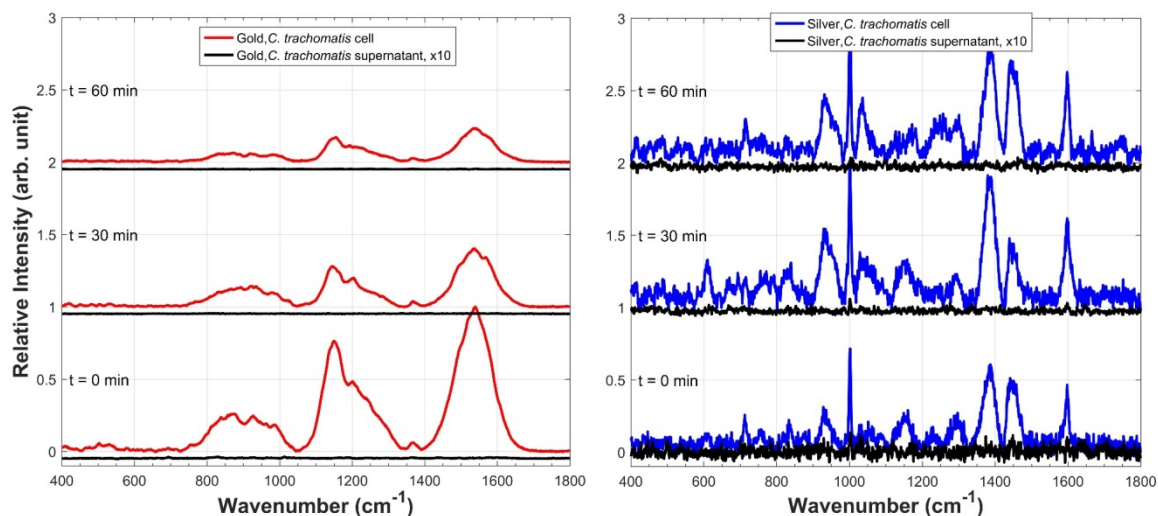 Relative Intensity (arb. unit)
3
2.5
2
1.5
1
0.5
0
Gold, C. trachomatis cell
Gold, C. trachomatis supernatant, x10
t = 60 min
t = 30 min
t = 0 min
400 600 800 1000 1200 1400 1600 1800
Wavenumber (cm⁻¹)
3
2.5
2
1.5
1
0.5
0
Silver, C. trachomatis cell
Silver, C. trachomatis supernatant, x10
t = 60 min
t = 30 min
t = 0 min
400 600 800 1000 1200 1400 1600 1800
Wavenumber (cm⁻¹)